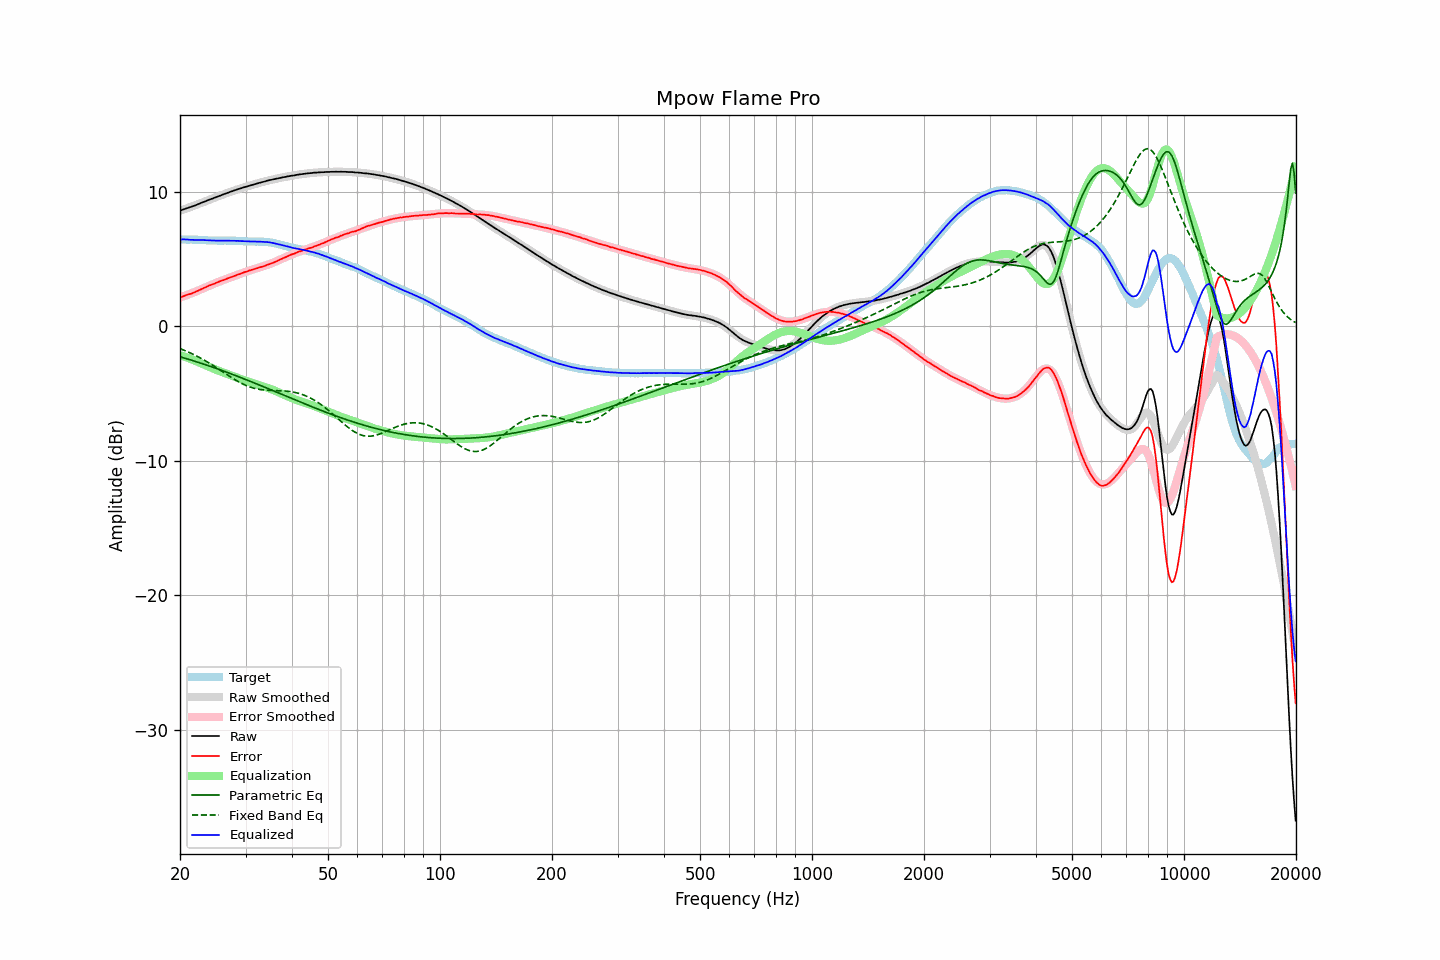 Mpow Flame Pro
Amplitude (dBr)
10
0
−10
−20
−30
Target
Raw Smoothed
Error Smoothed
Raw
Error
Equalization
Parametric Eq
Fixed Band Eq
Equalized
20 50 100 200 500 1000 2000 5000 10000 20000
Frequency (Hz)